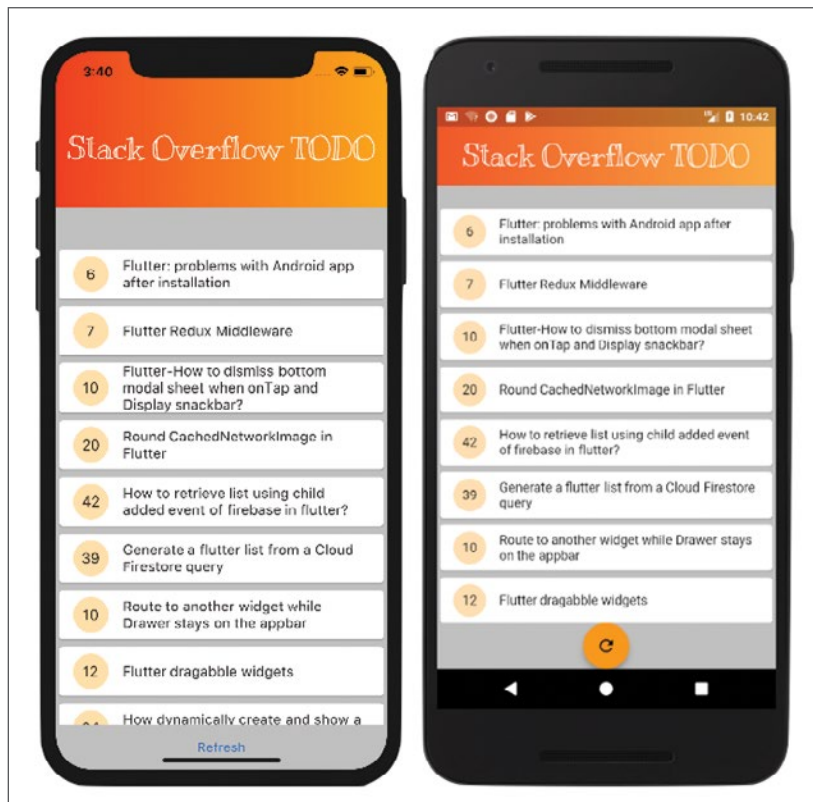 3:40
Stack Overflow TODO
6
Flutter: problems with Android app
after installation
7
Flutter Redux Middleware
10
Flutter-How to dismiss bottom
modal sheet when onTap and
Display snackbar?
20
Round CachedNetworkImage in
Flutter
42
How to retrieve list using child
added event of firebase in flutter?
39
Generate a flutter list from a Cloud
Firestore query
10
Route to another widget while
Drawer stays on the appbar
12
Flutter dragabble widgets
How dynamically create and show a
Refresh
10:42
Stack Overflow TODO
6
Flutter: problems with Android app after
installation
7
Flutter Redux Middleware
10
Flutter-How to dismiss bottom modal sheet
when onTap and Display snackbar?
20
Round CachedNetworkImage in Flutter
42
How to retrieve list using child added event
of firebase in flutter?
39
Generate a flutter list from a Cloud Firestore
query
10
Route to another widget while Drawer stays
on the appbar
12
Flutter dragabble widgets